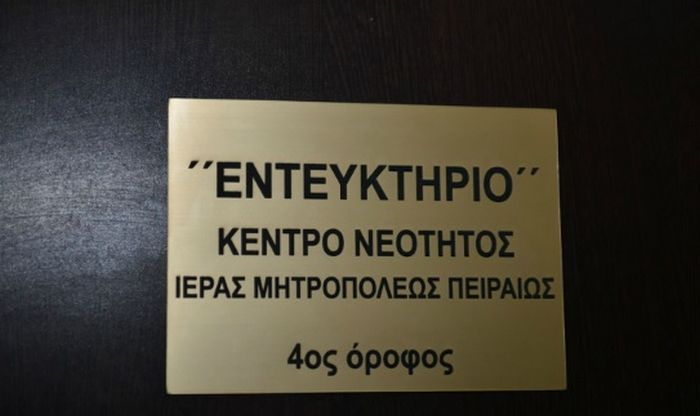 ΄΄ΕΝΤΕΥΚΤΗΡΙΟ΄΄
ΚΕΝΤΡΟ ΝΕΟΤΗΤΟΣ
ΙΕΡΑΣ ΜΗΤΡΟΠΟΛΕΩΣ ΠΕΙΡΑΙΩΣ
4ος όροφος